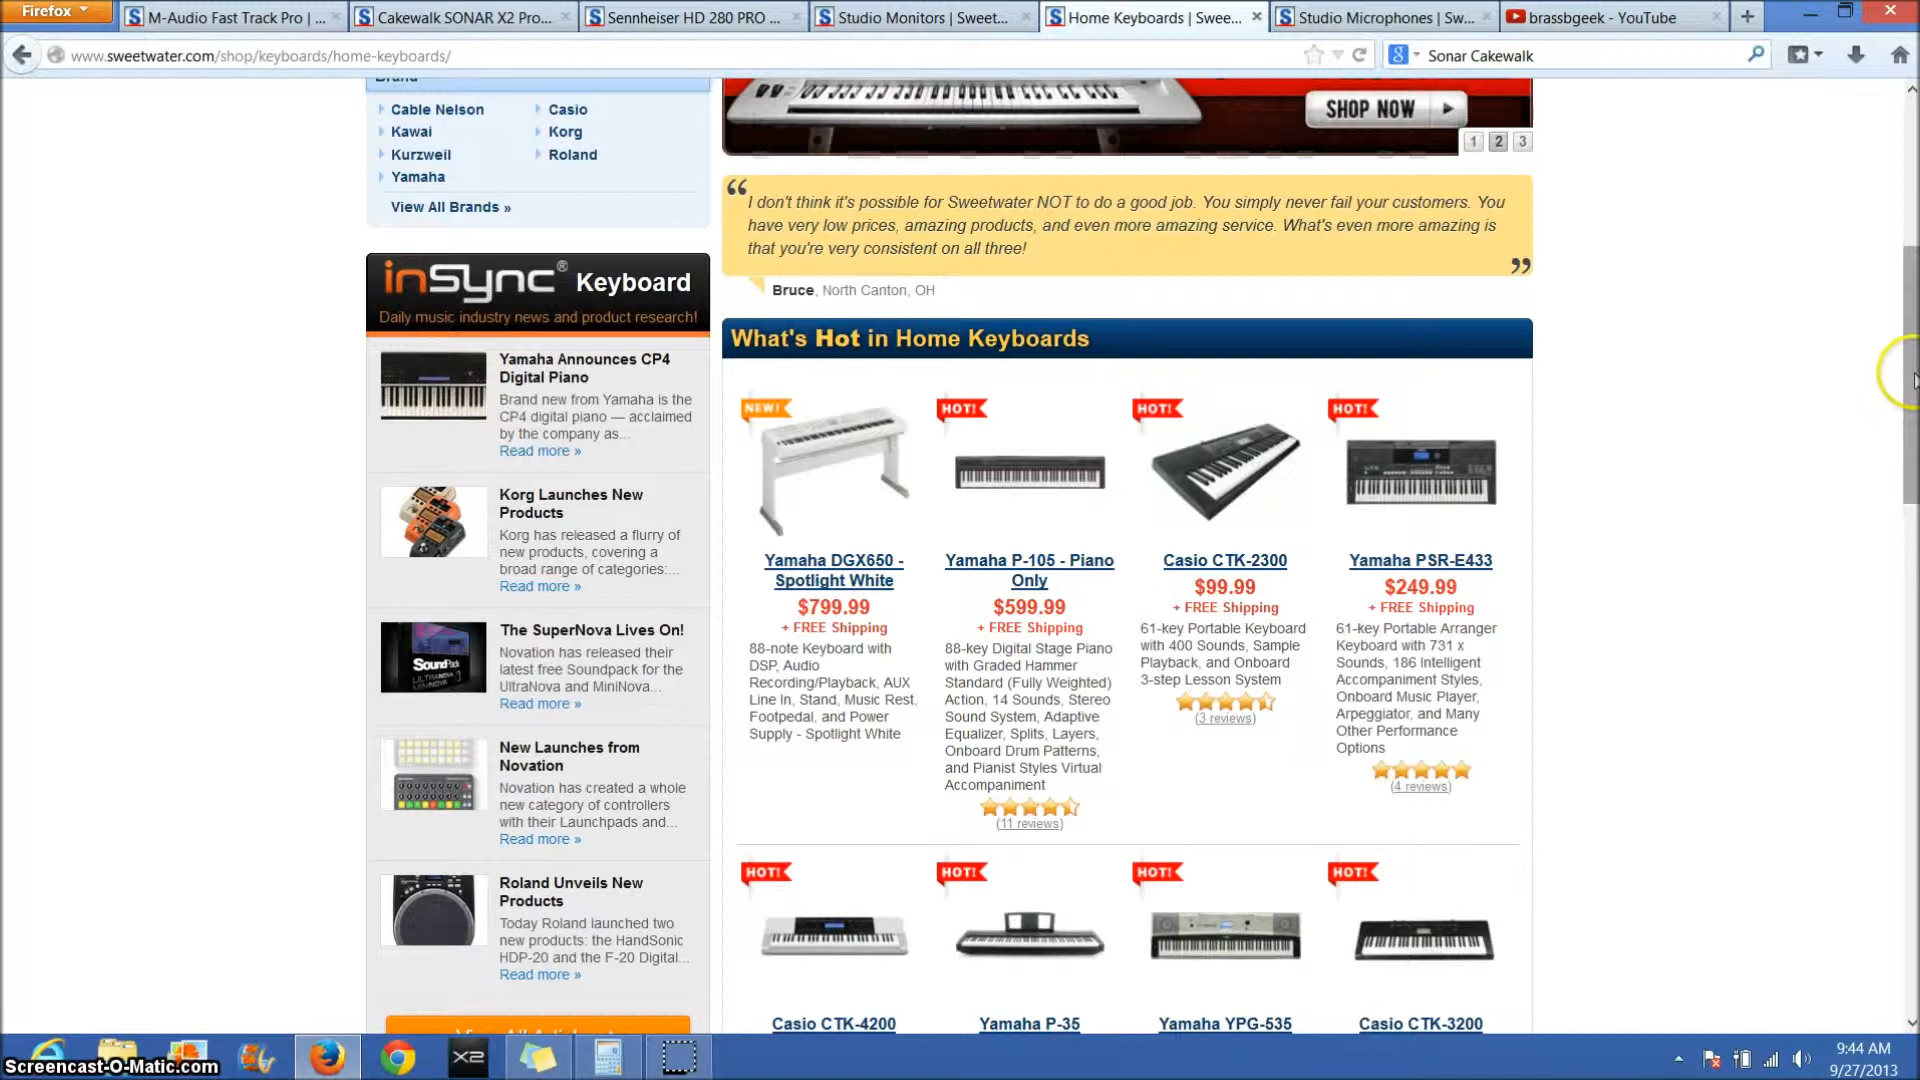 Firefox
M-Audio Fast Track Pro | ...
Cakewalk SONAR X2 Pro...
Sennheiser HD 280 PRO ...
Studio Monitors | Sweet...
Home Keyboards | Swee...
Studio Microphones | Sw...
brassbgeek - YouTube
www.sweetwater.com/shop/keyboards/home-keyboards/
Sonar Cakewalk
Brand
Cable Nelson
Casio
Kawai
Korg
Kurzweil
Roland
Yamaha
View All Brands »
SHOP NOW
1 2 3
“ I don't think it's possible for Sweetwater NOT to do a good job. You simply never fail your customers. You
have very low prices, amazing products, and even more amazing service. What's even more amazing is
that you're very consistent on all three! ”
Bruce, North Canton, OH
inSync® Keyboard
Daily music industry news and product research!
Yamaha Announces CP4
Digital Piano
Brand new from Yamaha is the
CP4 digital piano — acclaimed
by the company as...
Read more »
Korg Launches New
Products
Korg has released a flurry of
new products, covering a
broad range of categories:...
Read more »
The SuperNova Lives On!
Novation has released their
latest free Soundpack for the
UltraNova and MiniNova...
Read more »
SoundPack
ULTRANOVA
MININOVA
New Launches from
Novation
Novation has created a whole
new category of controllers
with their Launchpads and...
Read more »
Roland Unveils New
Products
Today Roland launched two
new products: the HandSonic
HDP-20 and the F-20 Digital...
Read more »
What's Hot in Home Keyboards
NEW!
Yamaha DGX650 -
Spotlight White
$799.99
+ FREE Shipping
88-note Keyboard with
DSP, Audio
Recording/Playback, AUX
Line In, Stand, Music Rest,
Footpedal, and Power
Supply - Spotlight White
HOT!
Yamaha P-105 - Piano
Only
$599.99
+ FREE Shipping
88-key Digital Stage Piano
with Graded Hammer
Standard (Fully Weighted)
Action, 14 Sounds, Stereo
Sound System, Adaptive
Equalizer, Splits, Layers,
Onboard Drum Patterns,
and Pianist Styles Virtual
Accompaniment
(11 reviews)
HOT!
Casio CTK-2300
$99.99
+ FREE Shipping
61-key Portable Keyboard
with 400 Sounds, Sample
Playback, and Onboard
3-step Lesson System
(3 reviews)
HOT!
Yamaha PSR-E433
$249.99
+ FREE Shipping
61-key Portable Arranger
Keyboard with 731 x
Sounds, 186 Intelligent
Accompaniment Styles,
Onboard Music Player,
Arpeggiator, and Many
Other Performance
Options
(4 reviews)
HOT!
Casio CTK-4200
HOT!
Yamaha P-35
HOT!
Yamaha YPG-535
HOT!
Casio CTK-3200
X2
Screencast-O-Matic.com
9:44 AM
9/27/2013